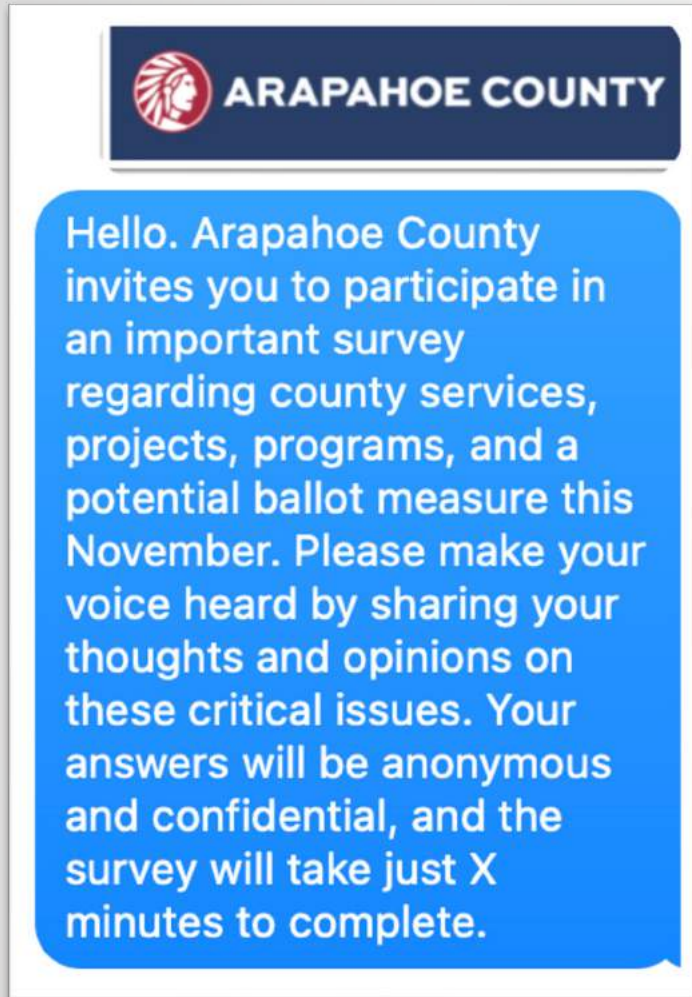 ARAPAHOE COUNTY
Hello. Arapahoe County
invites you to participate in
an important survey
regarding county services,
projects, programs, and a
potential ballot measure this
November. Please make your
voice heard by sharing your
thoughts and opinions on
these critical issues. Your
answers will be anonymous
and confidential, and the
survey will take just X
minutes to complete.